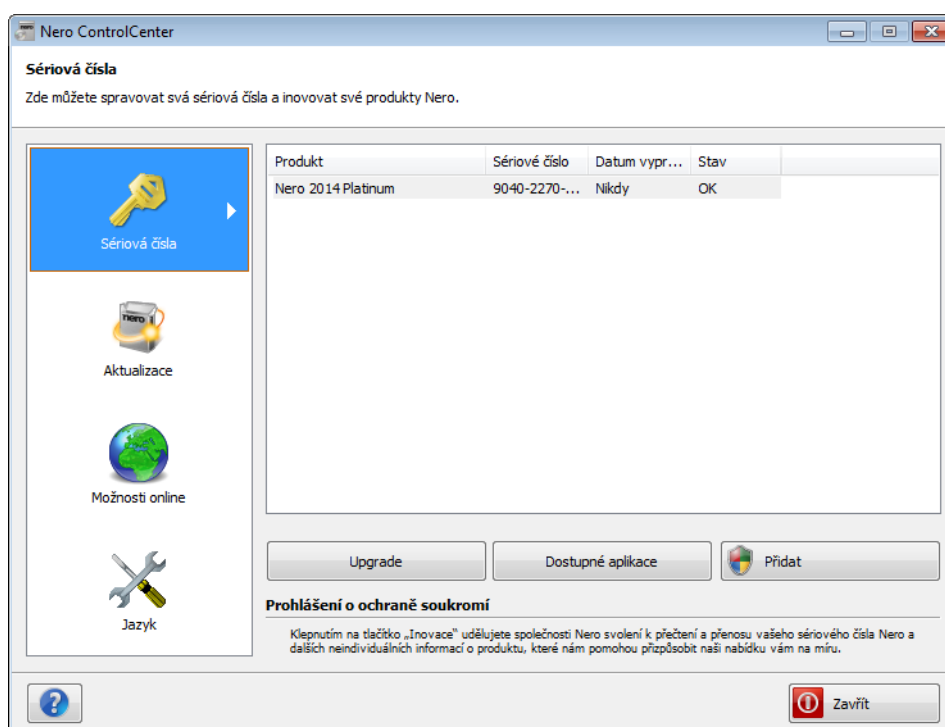 Nero ControlCenter
Sériová čísla
Zde můžete spravovat svá sériová čísla a inovovat své produkty Nero.
Sériová čísla
Aktualizace
Možnosti online
Jazyk
Produkt Sériové číslo Datum vypr... Stav
Nero 2014 Platinum 9040-2270-... Nikdy OK
Upgrade Dostupné aplikace Přidat
Prohlášení o ochraně soukromí
Klepnutím na tlačítko „Inovace“ udělujete společnosti Nero svolení k přečtení a přenosu vašeho sériového čísla Nero a
dalších neindividuálních informací o produktu, které nám pomohou přizpůsobit naši nabídku vám na míru.
Zavřít